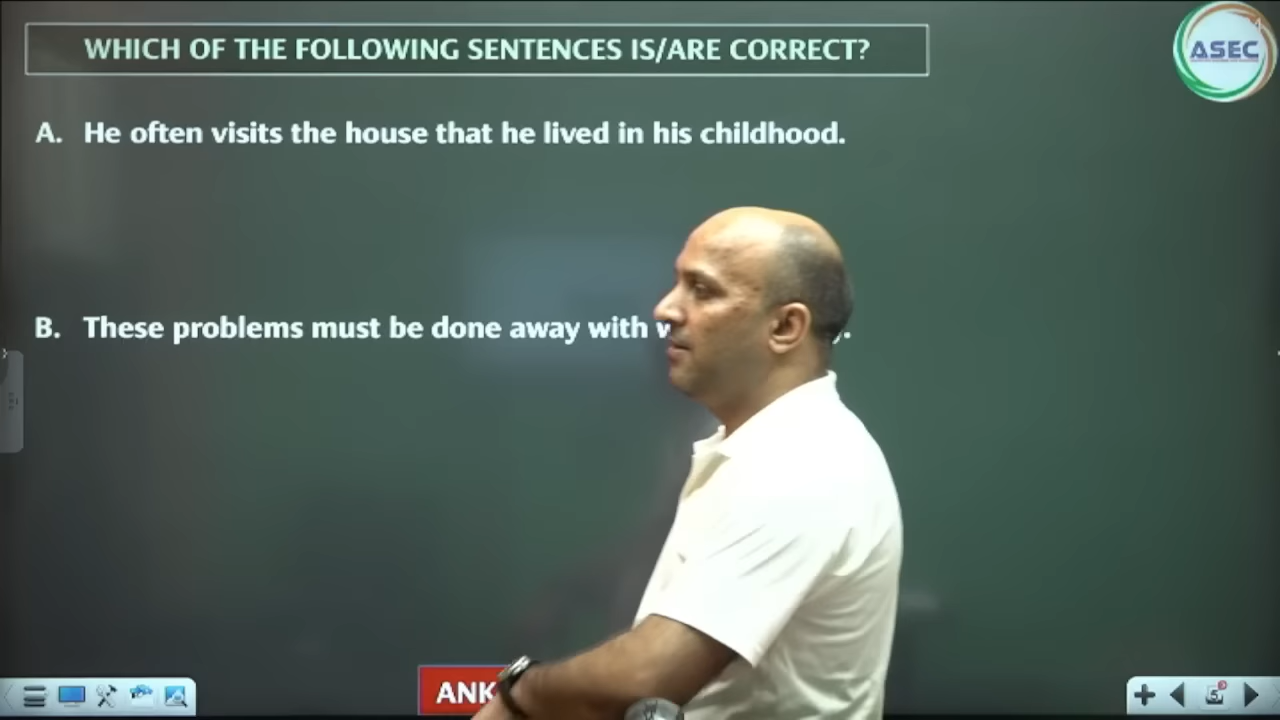 WHICH OF THE FOLLOWING SENTENCES IS/ARE CORRECT?
ASEC
A. He often visits the house that he lived in his childhood.
B. These problems must be done away with
5